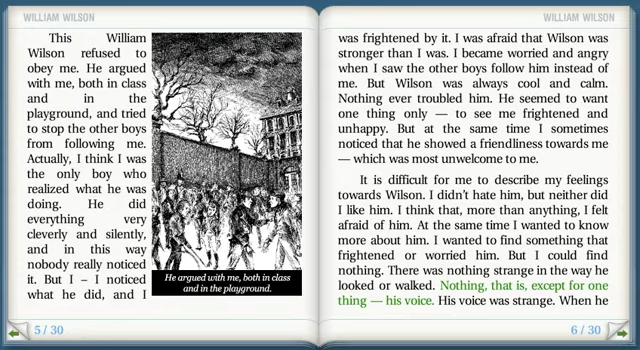 WILLIAM WILSON
This William
Wilson refused to
obey me. He argued
with me, both in class
and in the
playground, and tried
to stop the other boys
from following me.
Actually, I think I was
the only boy who
realized what he was
doing. He did
everything very
cleverly and silently,
and in this way
nobody really noticed
it. But I – I noticed
what he did, and I
He argued with me, both in class
and in the playground.
5 / 30
WILLIAM WILSON
was frightened by it. I was afraid that Wilson was
stronger than I was. I became worried and angry
when I saw the other boys follow him instead of
me. But Wilson was always cool and calm.
Nothing ever troubled him. He seemed to want
one thing only — to see me frightened and
unhappy. But at the same time I sometimes
noticed that he showed a friendliness towards me
— which was most unwelcome to me.
It is difficult for me to describe my feelings
towards Wilson. I didn't hate him, but neither did
I like him. I think that, more than anything, I felt
afraid of him. At the same time I wanted to know
more about him. I wanted to find something that
frightened or worried him. But I could find
nothing. There was nothing strange in the way he
looked or walked. Nothing, that is, except for one
thing — his voice. His voice was strange. When he
6 / 30